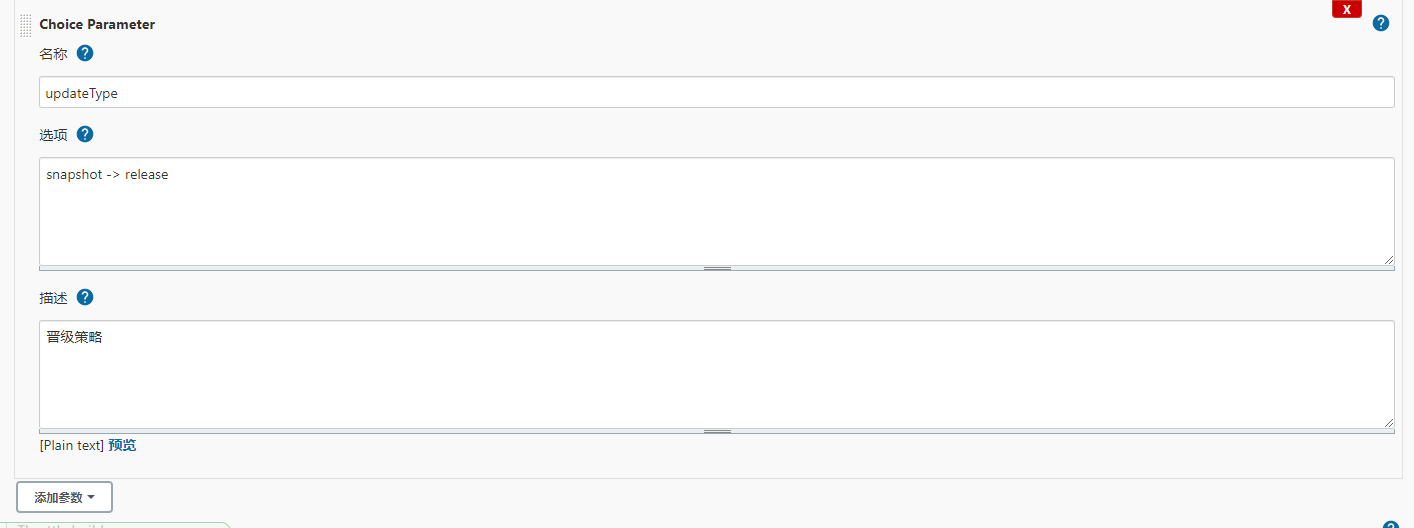 Choice Parameter
X
?
名称 ?
updateType
选项 ?
snapshot -> release
描述 ?
晋级策略
[Plain text] 预览
添加参数
?